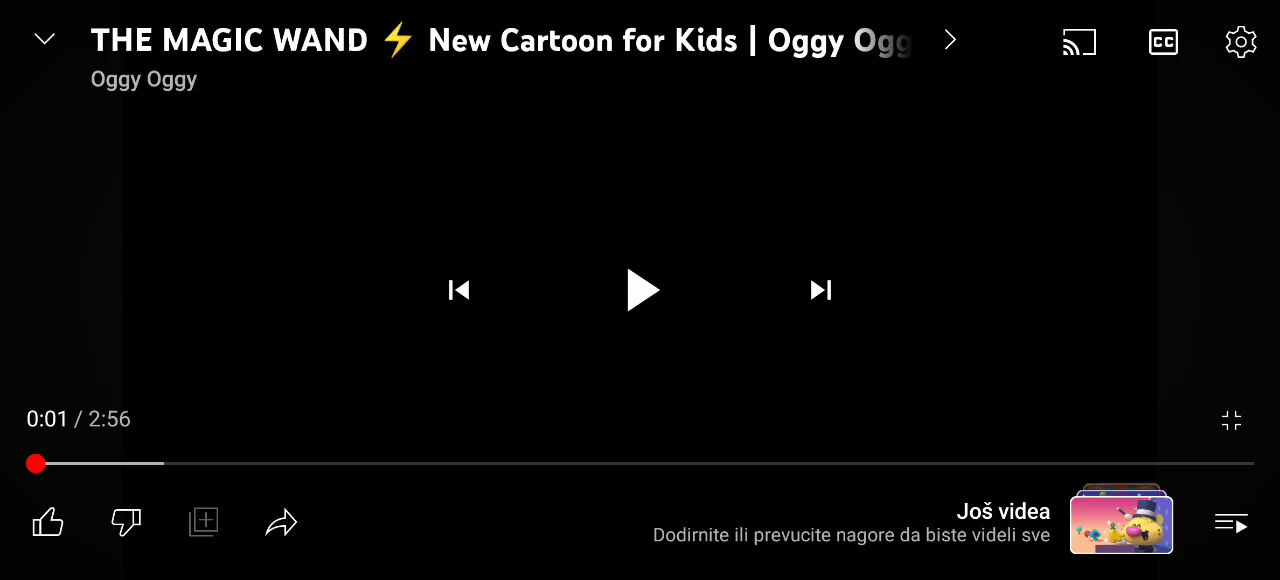 THE MAGIC WAND ⚡ New Cartoon for Kids | Oggy Ogg
Oggy Oggy
CC
0:01 / 2:56
Još videa
Dodirnite ili prevucite nagore da biste videli sve